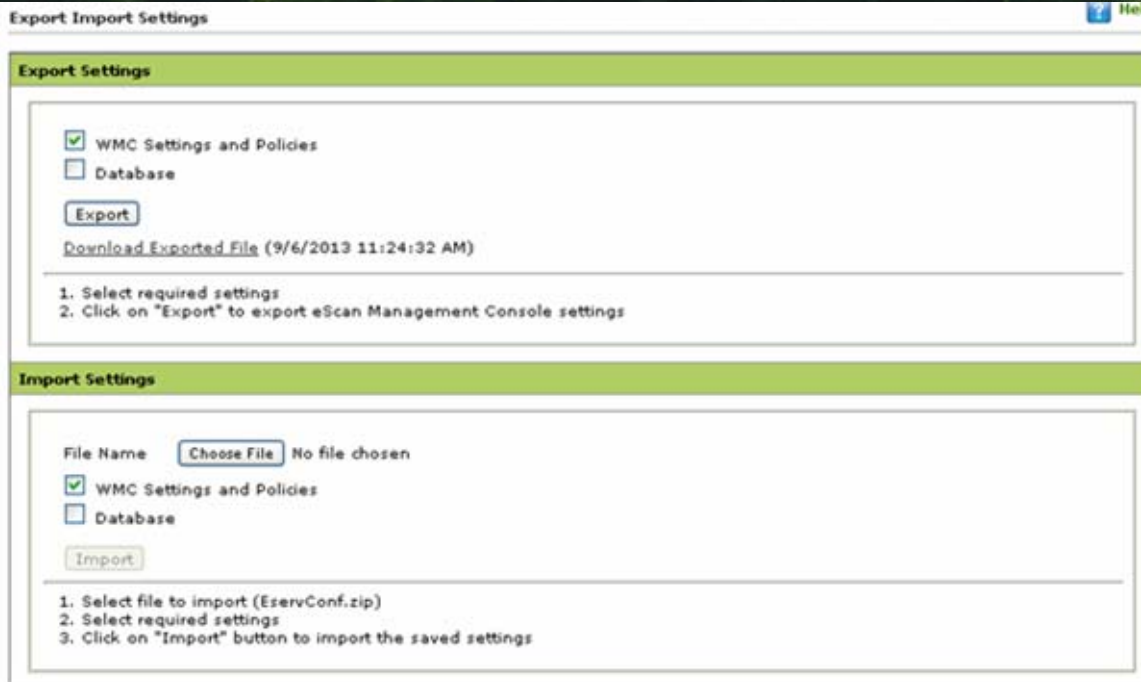 Export Import Settings
Export Settings
WMC Settings and Policies
Database
Export
Download Exported File (9/6/2013 11:24:32 AM)
1. Select required settings
2. Click on "Export" to export eScan Management Console settings
Import Settings
File Name Choose File No file chosen
WMC Settings and Policies
Database
Import
1. Select file to import (EservConf.zip)
2. Select required settings
3. Click on "Import" button to import the saved settings